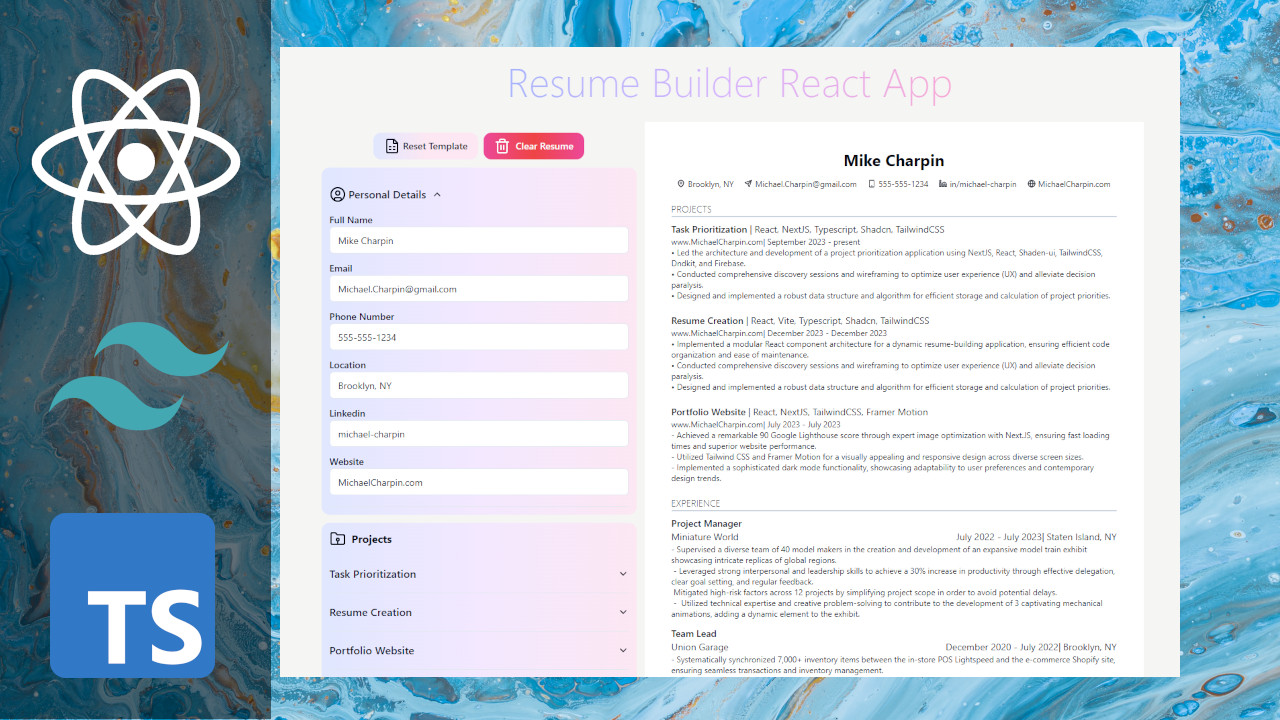 Resume Builder React App
Reset Template
Clear Resume
Personal Details
Full Name
Mike Charpin
Email
Michael.Charpin@gmail.com
Phone Number
555-555-1234
Location
Brooklyn, NY
Linkedin
michael-charpin
Website
MichaelCharpin.com
Projects
Task Prioritization
Resume Creation
Portfolio Website
Mike Charpin
Brooklyn, NY Michael.Charpin@gmail.com 555-555-1234 in/michael-charpin MichaelCharpin.com
PROJECTS
Task Prioritization | React, NextJS, Typescript, Shadcn, TailwindCSS
www.MichaelCharpin.com| September 2023 - present
• Led the architecture and development of a project prioritization application using NextJS, React, Shaden-ui, TailwindCSS,
Dndkit, and Firebase.
• Conducted comprehensive discovery sessions and wireframing to optimize user experience (UX) and alleviate decision
paralysis.
• Designed and implemented a robust data structure and algorithm for efficient storage and calculation of project priorities.
Resume Creation | React, Vite, Typescript, Shadcn, TailwindCSS
www.MichaelCharpin.com| December 2023 - December 2023
• Implemented a modular React component architecture for a dynamic resume-building application, ensuring efficient code
organization and ease of maintenance.
• Conducted comprehensive discovery sessions and wireframing to optimize user experience (UX) and alleviate decision
paralysis.
• Designed and implemented a robust data structure and algorithm for efficient storage and calculation of project priorities.
Portfolio Website | React, NextJS, TailwindCSS, Framer Motion
www.MichaelCharpin.com| July 2023 - July 2023
- Achieved a remarkable 90 Google Lighthouse score through expert image optimization with NextJS, ensuring fast loading
times and superior website performance.
- Utilized Tailwind CSS and Framer Motion for a visually appealing and responsive design across diverse screen sizes.
- Implemented a sophisticated dark mode functionality, showcasing adaptability to user preferences and contemporary
design trends.
EXPERIENCE
Project Manager
Miniature World July 2022 - July 2023| Staten Island, NY
- Supervised a diverse team of 40 model makers in the creation and development of an expansive model train exhibit
showcasing intricate replicas of global regions.
- Leveraged strong interpersonal and leadership skills to achieve a 30% increase in productivity through effective delegation,
clear goal setting, and regular feedback.
Mitigated high-risk factors across 12 projects by simplifying project scope in order to avoid potential delays.
- Utilized technical expertise and creative problem-solving to contribute to the development of 3 captivating mechanical
animations, adding a dynamic element to the exhibit.
Team Lead
Union Garage December 2020 - July 2022| Brooklyn, NY
- Systematically synchronized 7,000+ inventory items between the in-store POS Lightspeed and the e-commerce Shopify site,
ensuring seamless transactions and inventory management.
TS